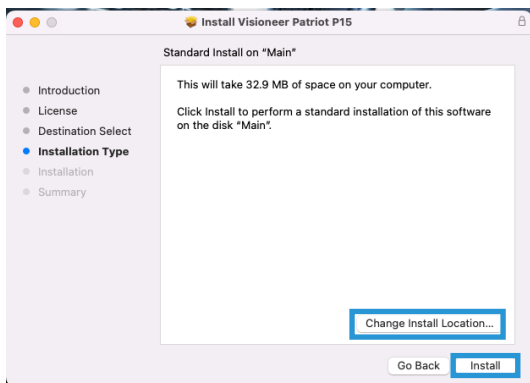 Install Visioneer Patriot P15
Standard Install on “Main”
Introduction
License
Destination Select
Installation Type
Installation
Summary
This will take 32.9 MB of space on your computer.
Click Install to perform a standard installation of this software
on the disk “Main”.
Change Install Location...
Go Back
Install